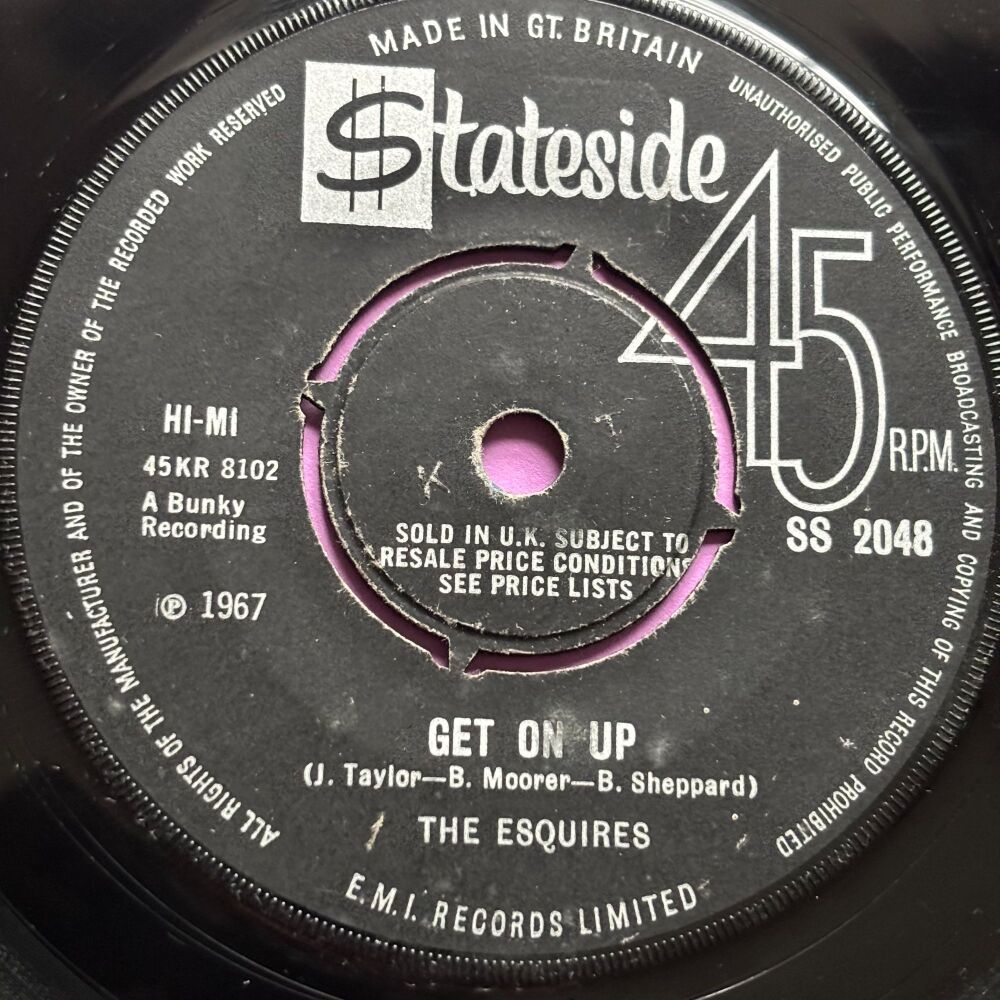 MADE IN GT. BRITAIN
UNAUTHORISED PUBLIC PERFORMANCE BROADCASTING AND COPYING OF THIS RECORD PROHIBITED
ALL RIGHTS OF THE MANUFACTURER AND OF THE OWNER OF THE RECORDED WORK RESERVED
$tateside
45
R.P.M.
HI-MI
45KR 8102
A Bunky
Recording
℗ 1967
SS 2048
K T
SOLD IN U.K. SUBJECT TO
RESALE PRICE CONDITIONS
SEE PRICE LISTS
GET ON UP
(J. Taylor—B. Moorer—B. Sheppard)
THE ESQUIRES
E.M.I. RECORDS LIMITED